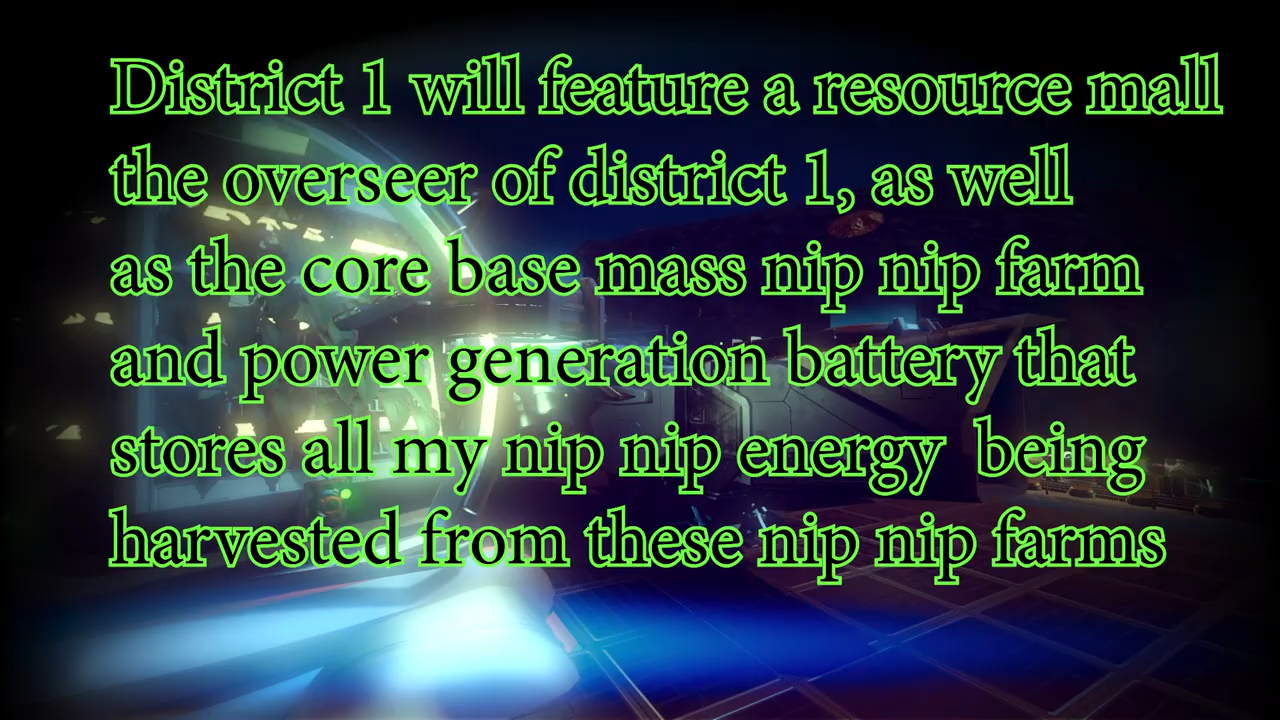 District 1 will feature a resource mall
the overseer of district 1, as well
as the core base mass nip nip farm
and power generation battery that
stores all my nip nip energy  being
harvested from these nip nip farms